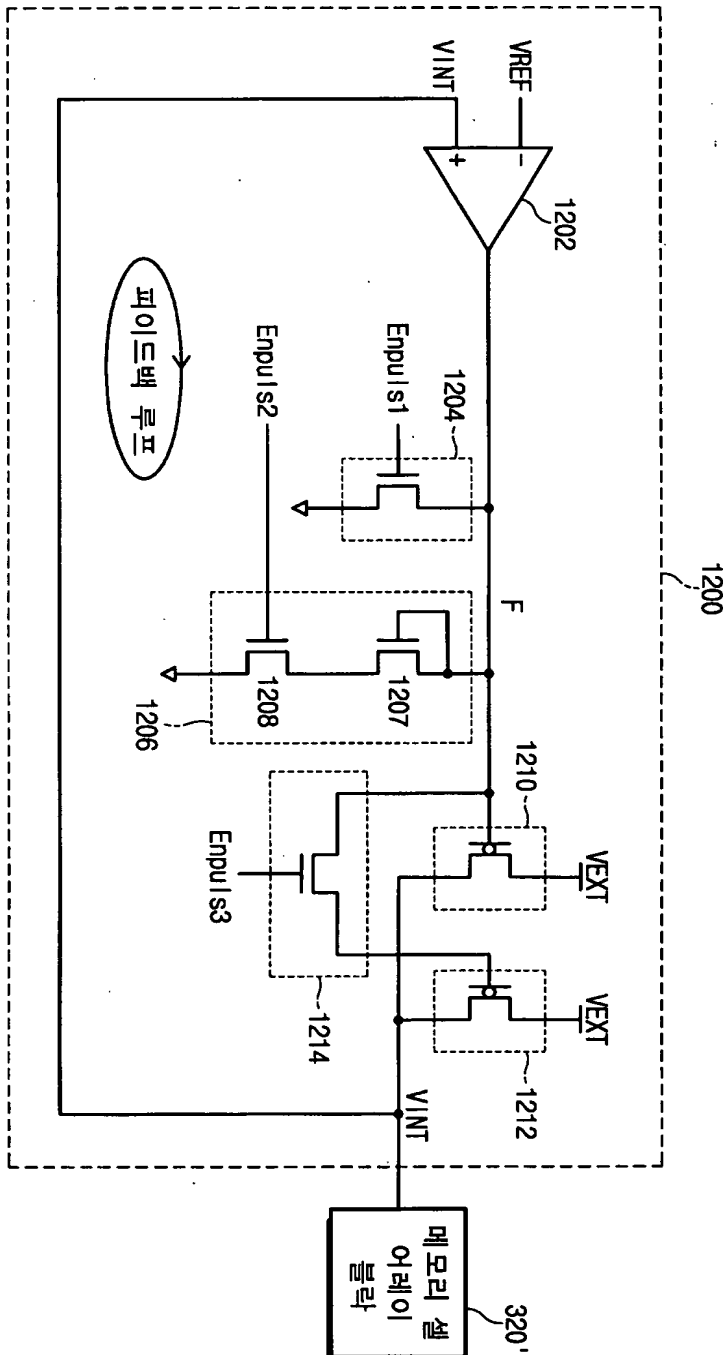 1200
VREF
VINT
-
+
1202
Enpuls1
1204
Enpuls2
피이드백 루프
F
1207
1208
1206
1210
VEXT
VEXT
1212
Enpuls3
1214
VINT
메모리 셀
어레이
블락
320'